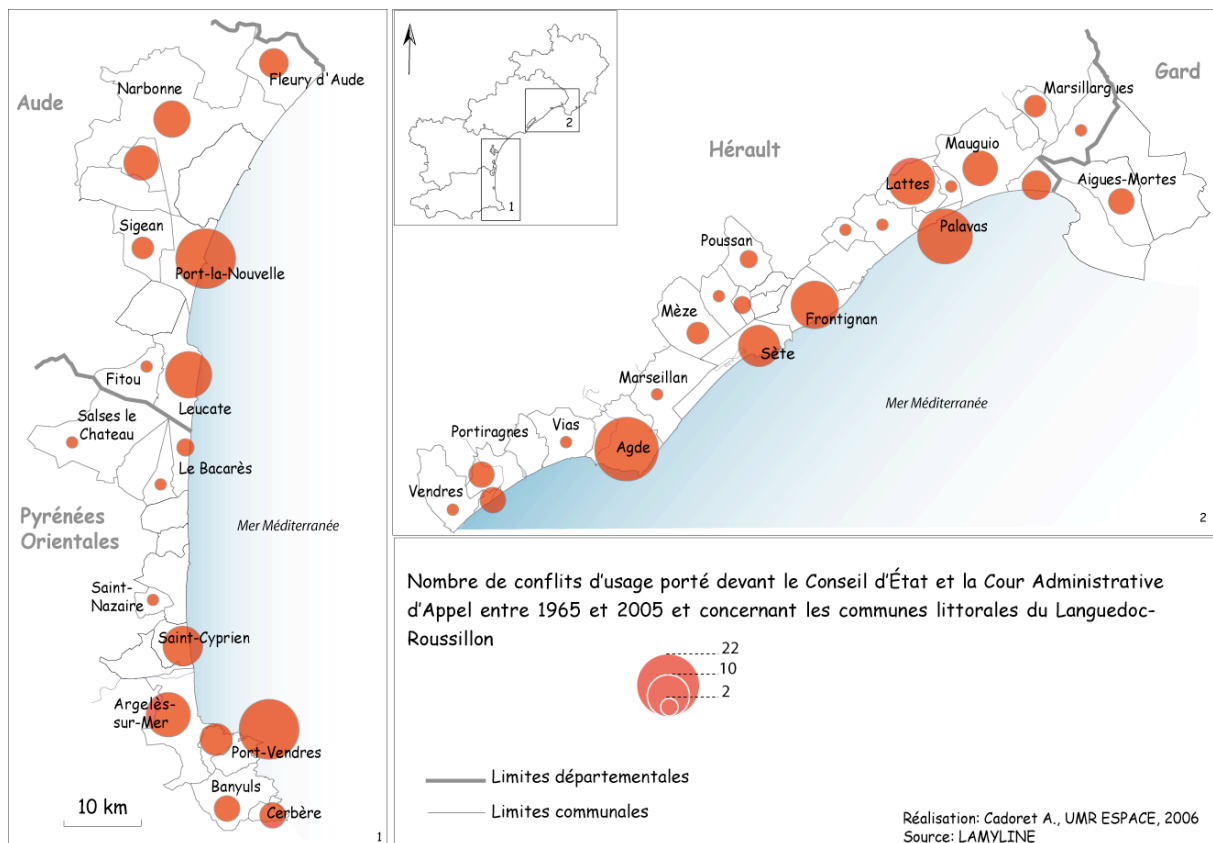 Aude
Fleury d'Aude
Narbonne
Sigean
Port-la-Nouvelle
Fitou
Leucate
Salses le
Chateau
Le Bacarès
Pyrénées
Orientales
Mer Méditerranée
Saint-
Nazaire
Saint-Cyprien
Argelès-
sur-Mer
Port-Vendres
Banyuls
Cerbère
10 km
1
2
1
Gard
Marsillargues
Hérault
Mauguio
Lattes
Aigues-Mortes
Palavas
Poussan
Mèze
Frontignan
Sète
Marseillan
Mer Méditerranée
Portiragnes
Vias
Agde
Vendres
2
Nombre de conflits d'usage porté devant le Conseil d'État et la Cour Administrative
d'Appel entre 1965 et 2005 et concernant les communes littorales du Languedoc-
Roussillon
22
10
2
Limites départementales
Limites communales
Réalisation: Cadoret A., UMR ESPACE, 2006
Source: LAMYLINE